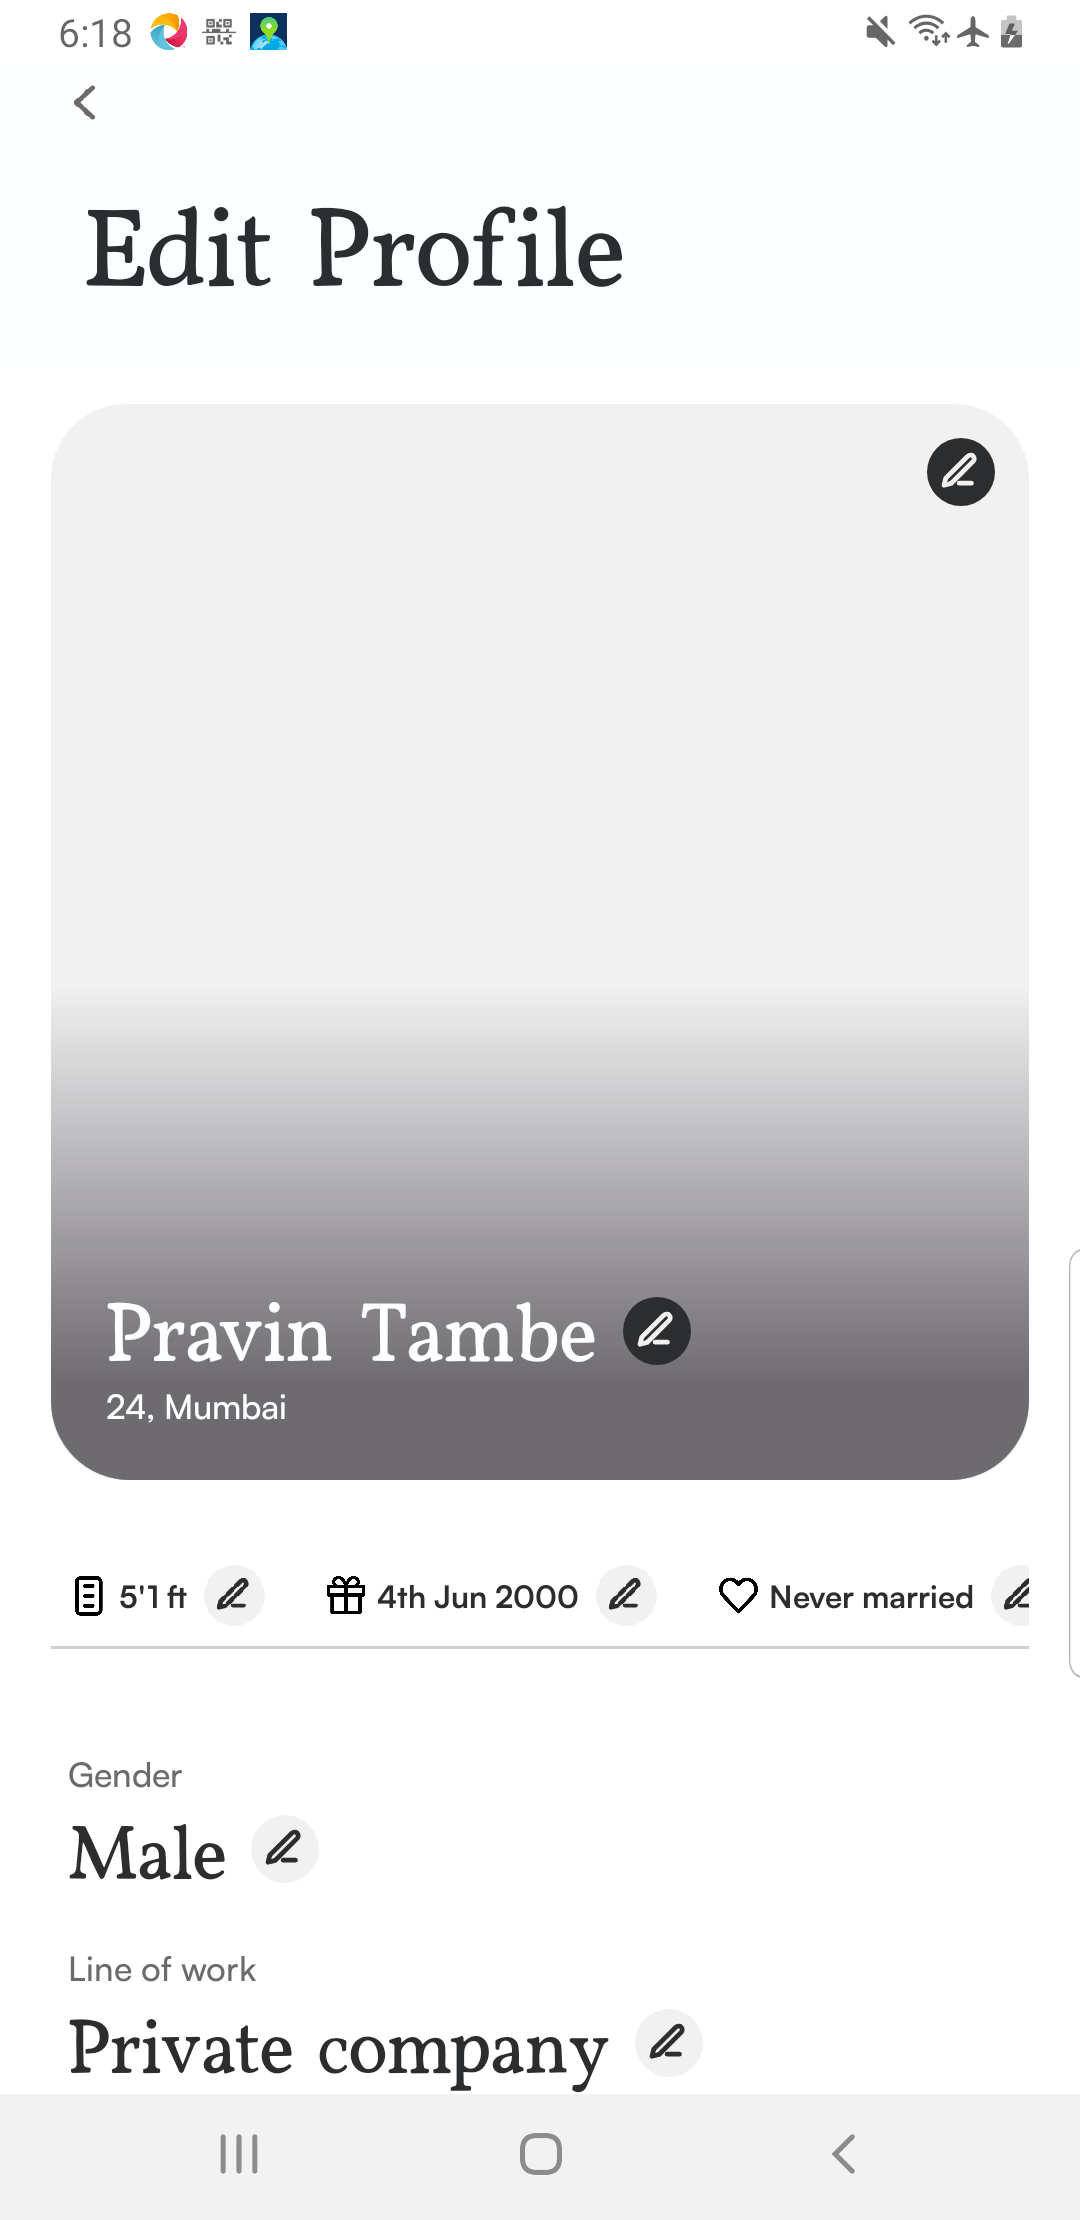 6:18
Edit Profile
Pravin Tambe
24, Mumbai
5'1 ft 4th Jun 2000 Never married
Gender
Male
Line of work
Private company